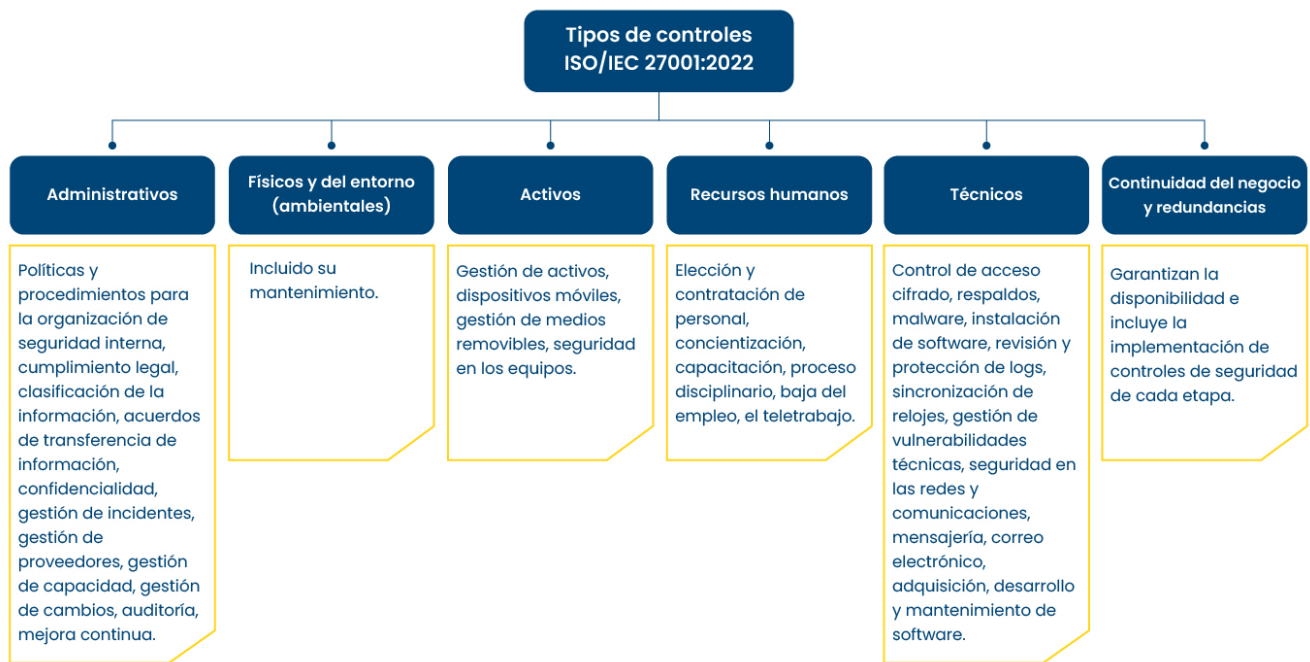 Tipos de controles
ISO/IEC 27001:2022
Administrativos
Políticas y
procedimientos para
la organización de
seguridad interna,
cumplimiento legal,
clasificación de la
información, acuerdos
de transferencia de
información,
confidencialidad,
gestión de incidentes,
gestión de
proveedores, gestión
de capacidad, gestión
de cambios, auditoría,
mejora continua.
Físicos y del entorno
(ambientales)
Incluido su
mantenimiento.
Activos
Gestión de activos,
dispositivos móviles,
gestión de medios
removibles, seguridad
en los equipos.
Recursos humanos
Elección y
contratación de
personal,
concientización,
capacitación, proceso
disciplinario, baja del
empleo, el teletrabajo.
Técnicos
Control de acceso
cifrado, respaldos,
malware, instalación
de software, revisión y
protección de logs,
sincronización de
relojes, gestión de
vulnerabilidades
técnicas, seguridad en
las redes y
comunicaciones,
mensajería, correo
electrónico,
adquisición, desarrollo
y mantenimiento de
software.
Continuidad del negocio
y redundancias
Garantizan la
disponibilidad e
incluye la
implementación de
controles de seguridad
de cada etapa.